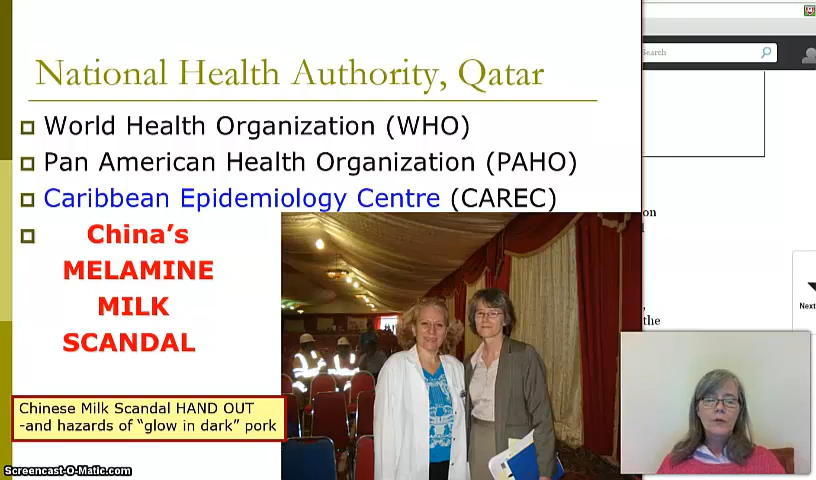 National Health Authority, Qatar
World Health Organization (WHO)
Pan American Health Organization (PAHO)
Caribbean Epidemiology Centre (CAREC)
China's
MELAMINE
MILK
SCANDAL
Chinese Milk Scandal HAND OUT
-and hazards of "glow in dark" pork
Screencast-O-Matic.com
Search
on
the
Next